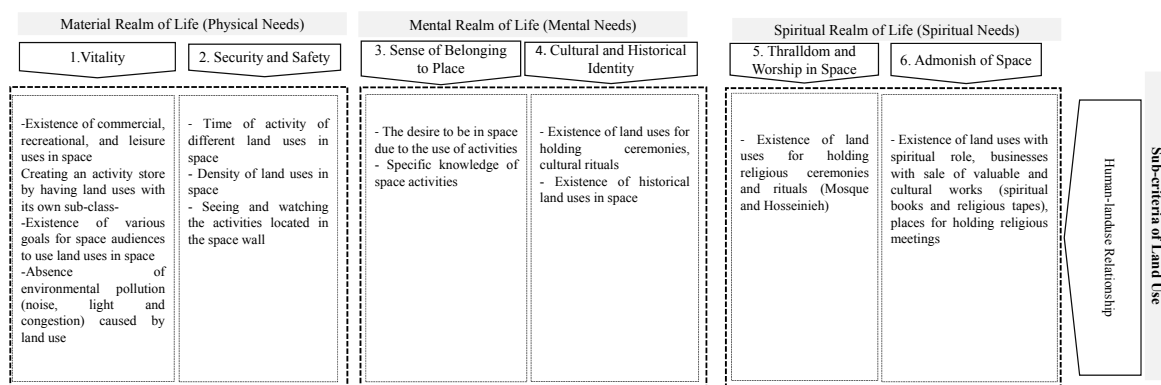 Material Realm of Life (Physical Needs)
1.Vitality
2. Security and Safety
-Existence of commercial,
recreational, and leisure
uses in space
Creating an activity store
by having land uses with
its own sub-class-
-Existence of various
goals for space audiences
to use land uses in space
-Absence of
environmental pollution
(noise, light and
congestion) caused by
land use
- Time of activity of
different land uses in
space
- Density of land uses in
space
- Seeing and watching
the activities located in
the space wall
Mental Realm of Life (Mental Needs)
3. Sense of Belonging
to Place
4. Cultural and Historical
Identity
- The desire to be in space
due to the use of activities
- Specific knowledge of
space activities
- Existence of land uses for
holding ceremonies,
cultural rituals
- Existence of historical
land uses in space
Spiritual Realm of Life (Spiritual Needs)
5. Thralldom and
Worship in Space
6. Admonish of Space
- Existence of land
uses for holding
religious ceremonies
and rituals (Mosque
and Hosseinieh)
- Existence of land uses with
spiritual role, businesses
with sale of valuable and
cultural works (spiritual
books and religious tapes),
places for holding religious
meetings
Human-landuse Relationship
Sub-criteria of Land Use